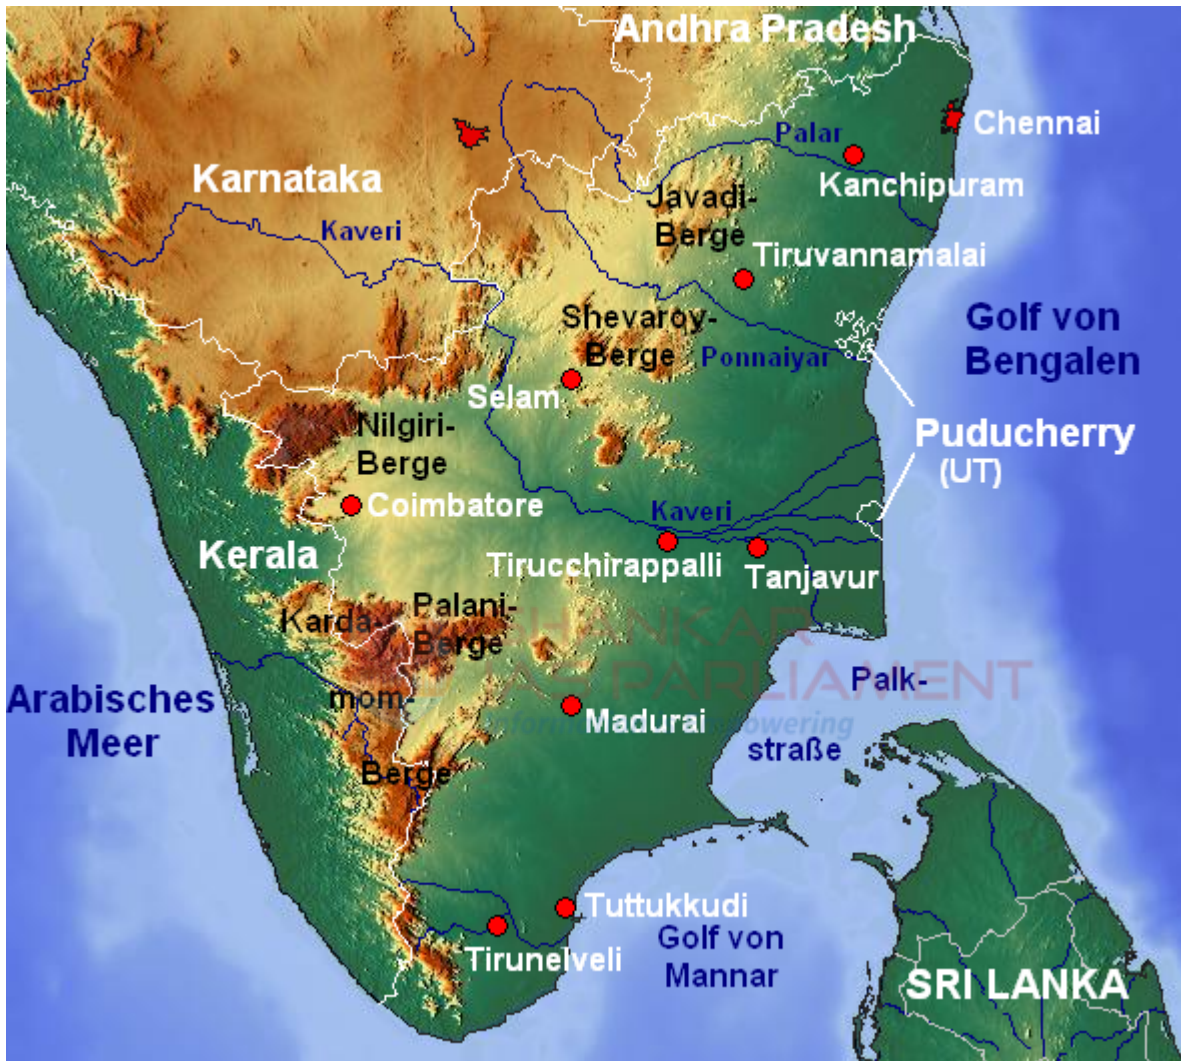 Andhra Pradesh
Chennai
Palar
Kanchipuram
Karnataka
Javadi-
Berge
Kaveri
Tiruvannamalai
Golf von
Bengalen
Shevaroy-
Berge
Ponnaiyar
Selam
Nilgiri-
Berge
Puducherry
(UT)
Coimbatore
Kaveri
Kerala
Tirucchirappalli
Tanjavur
Karda-
mom-
Berge
Palani-
Berge
SHANKAR
IAS PARLIAMENT
Arabisches
Meer
Palk-
straße
Madurai
Tuttukkudi
Tirunelveli
Golf von
Mannar
SRI LANKA